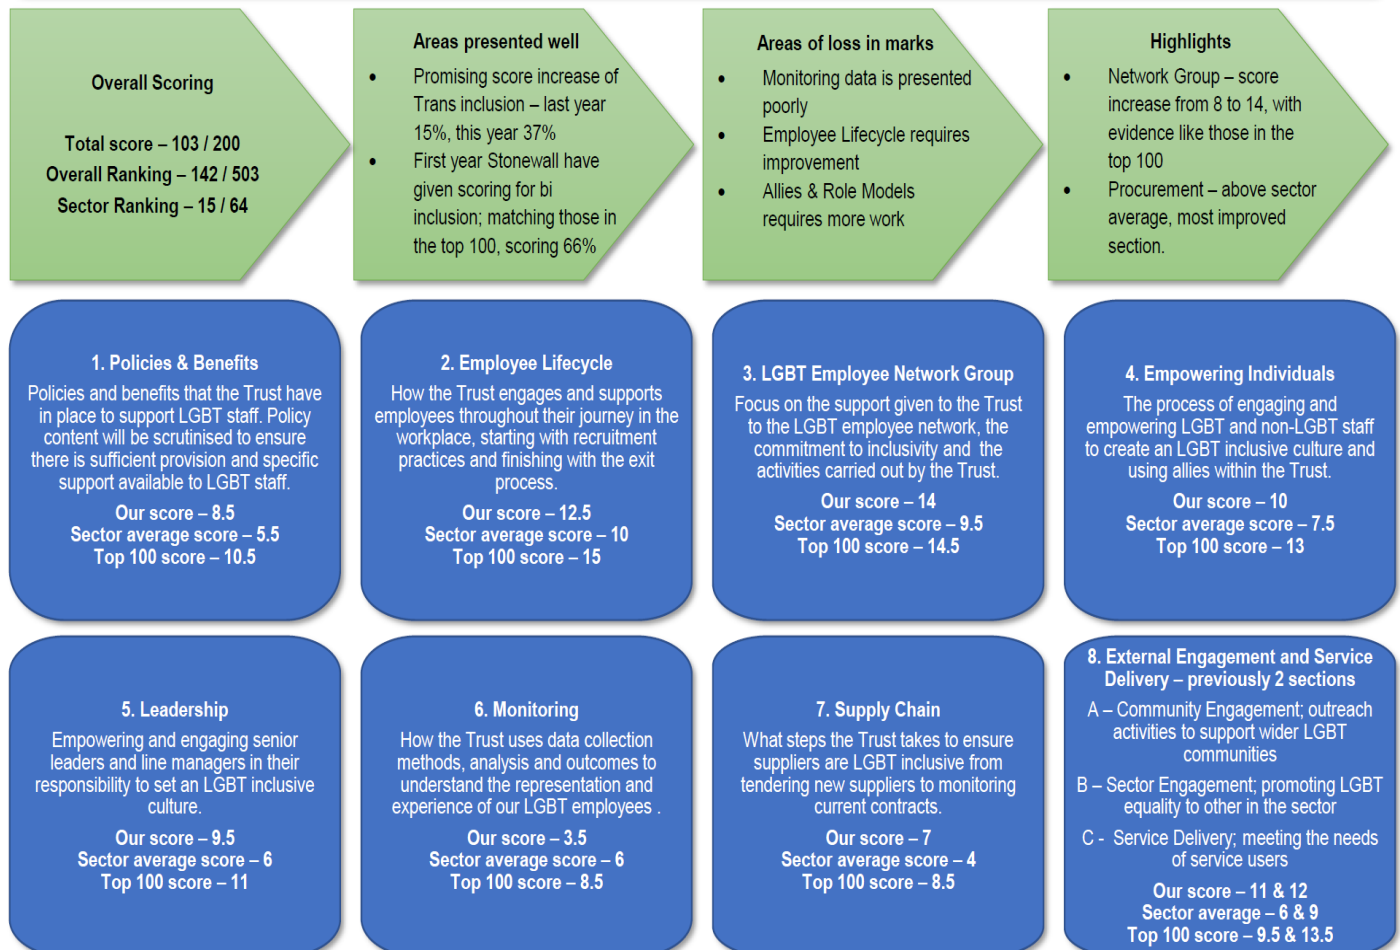 Overall Scoring
Total score – 103 / 200
Overall Ranking – 142 / 503
Sector Ranking – 15 / 64
Areas presented well
• Promising score increase of
Trans inclusion – last year
15%, this year 37%
• First year Stonewall have
given scoring for bi
inclusion; matching those in
the top 100, scoring 66%
Areas of loss in marks
• Monitoring data is presented
poorly
• Employee Lifecycle requires
improvement
• Allies & Role Models
requires more work
Highlights
• Network Group – score
increase from 8 to 14, with
evidence like those in the
top 100
• Procurement – above sector
average, most improved
section.
1. Policies & Benefits
Policies and benefits that the Trust have
in place to support LGBT staff. Policy
content will be scrutinised to ensure
there is sufficient provision and specific
support available to LGBT staff.
Our score – 8.5
Sector average score – 5.5
Top 100 score – 10.5
2. Employee Lifecycle
How the Trust engages and supports
employees throughout their journey in the
workplace, starting with recruitment
practices and finishing with the exit
process.
Our score – 12.5
Sector average score – 10
Top 100 score – 15
3. LGBT Employee Network Group
Focus on the support given to the Trust
to the LGBT employee network, the
commitment to inclusivity and  the
activities carried out by the Trust.
Our score – 14
Sector average score – 9.5
Top 100 score – 14.5
4. Empowering Individuals
The process of engaging and
empowering LGBT and non-LGBT staff
to create an LGBT inclusive culture and
using allies within the Trust.
Our score – 10
Sector average score – 7.5
Top 100 score – 13
5. Leadership
Empowering and engaging senior
leaders and line managers in their
responsibility to set an LGBT inclusive
culture.
Our score – 9.5
Sector average score – 6
Top 100 score – 11
6. Monitoring
How the Trust uses data collection
methods, analysis and outcomes to
understand the representation and
experience of our LGBT employees .
Our score – 3.5
Sector average score – 6
Top 100 score – 8.5
7. Supply Chain
What steps the Trust takes to ensure
suppliers are LGBT inclusive from
tendering new suppliers to monitoring
current contracts.
Our score – 7
Sector average score – 4
Top 100 score – 8.5
8. External Engagement and Service
Delivery – previously 2 sections
A – Community Engagement; outreach
activities to support wider LGBT
communities
B – Sector Engagement; promoting LGBT
equality to other in the sector
C -  Service Delivery; meeting the needs
of service users
Our score – 11 & 12
Sector average – 6 & 9
Top 100 score – 9.5 & 13.5